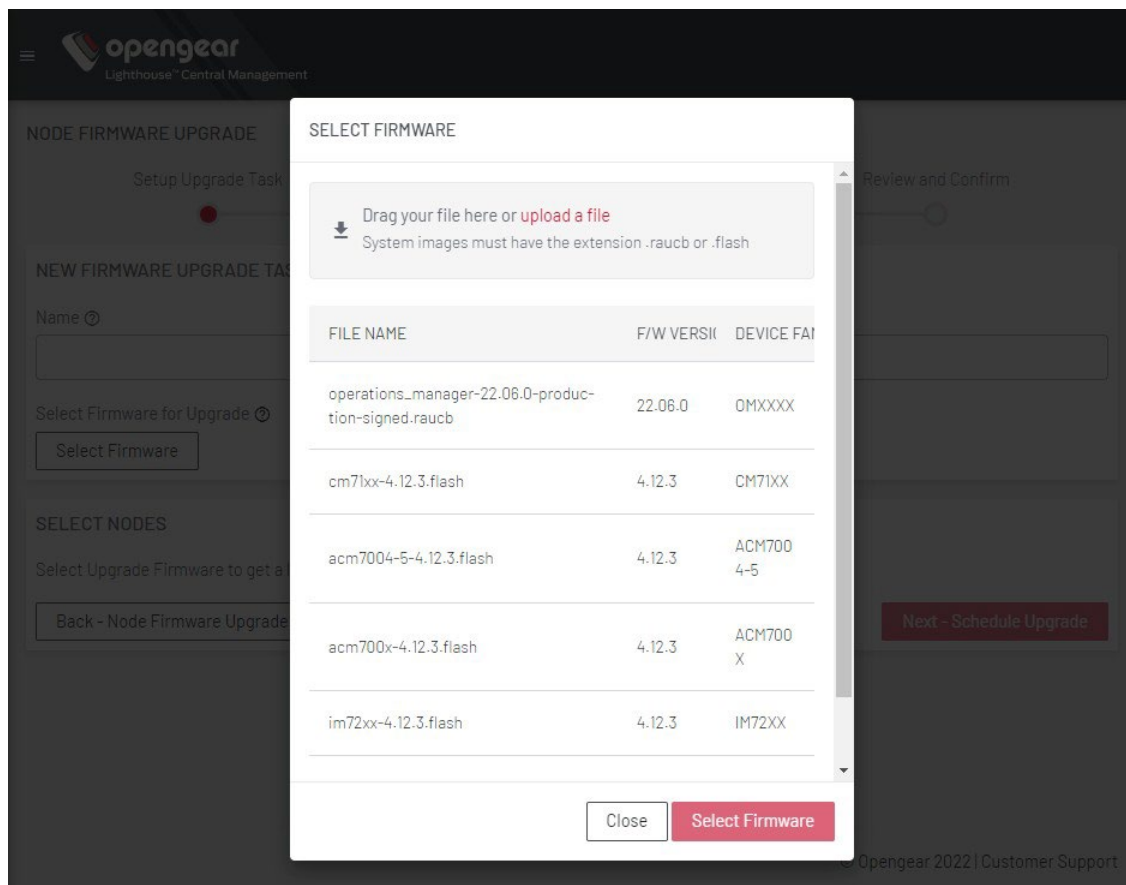 opengear
Lighthouse™ Central Management
NODE FIRMWARE UPGRADE
Setup Upgrade Task
Review and Confirm
NEW FIRMWARE UPGRADE TAS
Name
Select Firmware for Upgrade
Select Firmware
SELECT NODES
Select Upgrade Firmware to get a l
Back - Node Firmware Upgrade
Next - Schedule Upgrade
SELECT FIRMWARE
Drag your file here or upload a file
System images must have the extension .raucb or .flash
FILE NAME F/W VERSI DEVICE FA
operations_manager-22.06.0-produc-
tion-signed.raucb 22.06.0 OMXXXX
cm71xx-4.12.3.flash 4.12.3 CM71XX
acm7004-5-4.12.3.flash 4.12.3 ACM700
4-5
acm700x-4.12.3.flash 4.12.3 ACM700
X
im72xx-4.12.3.flash 4.12.3 IM72XX
Close Select Firmware
© Opengear 2022 | Customer Support